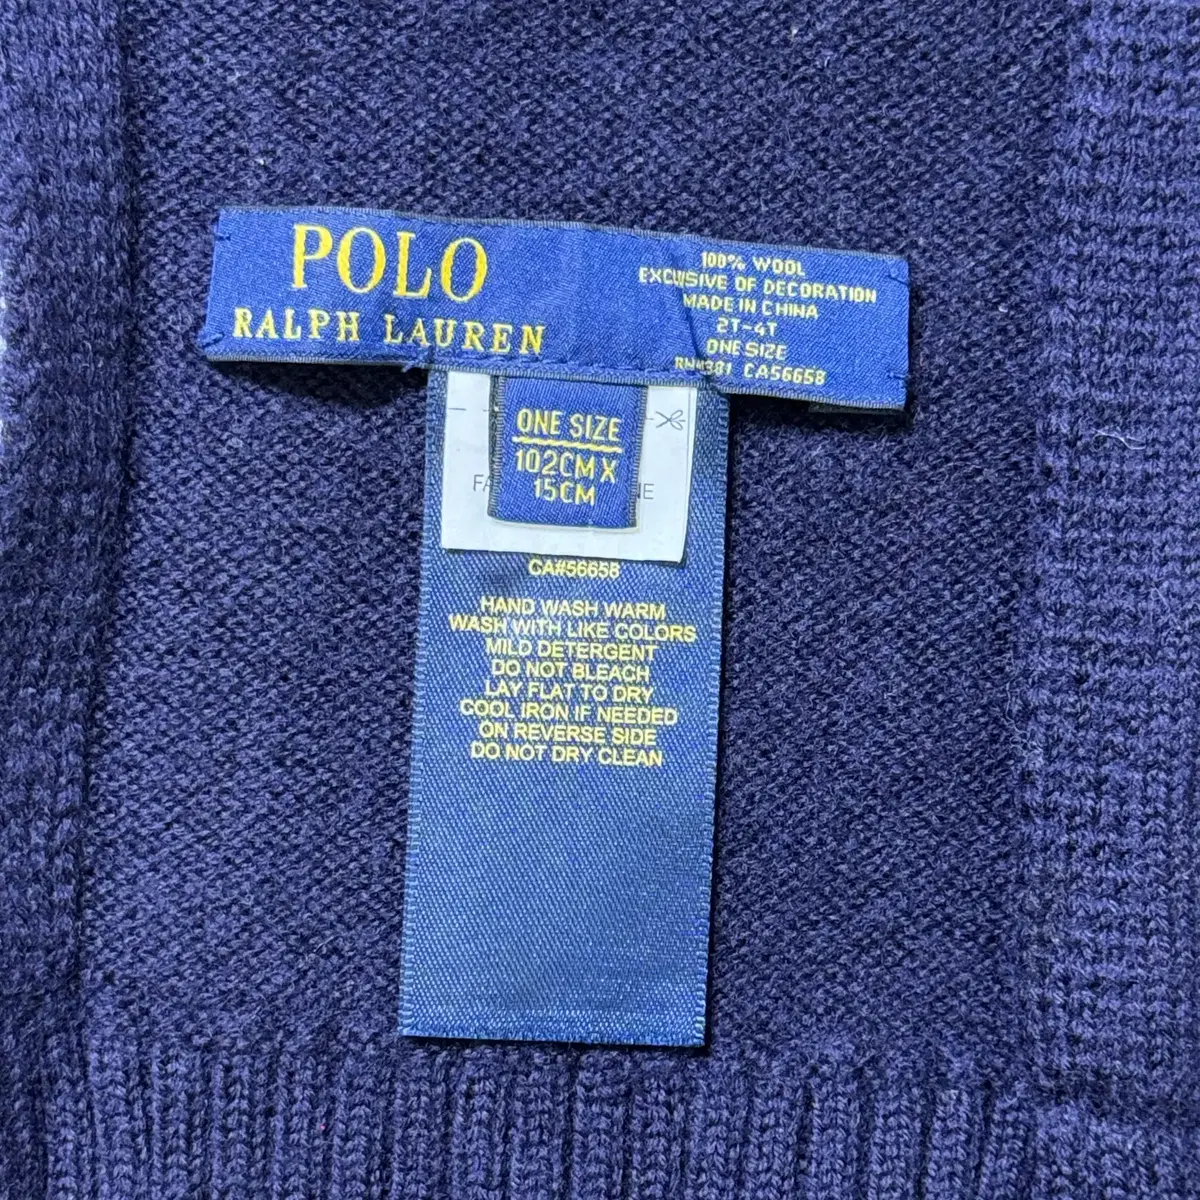 POLO
RALPH LAUREN
100% WOOL
EXCLUSIVE OF DECORATION
MADE IN CHINA
2T-4T
ONE SIZE
CA56658
ONE SIZE
102CM X
15CM
CA#56658
HAND WASH WARM
WASH WITH LIKE COLORS
MILD DETERGENT
DO NOT BLEACH
LAY FLAT TO DRY
COOL IRON IF NEEDED
ON REVERSE SIDE
DO NOT DRY CLEAN